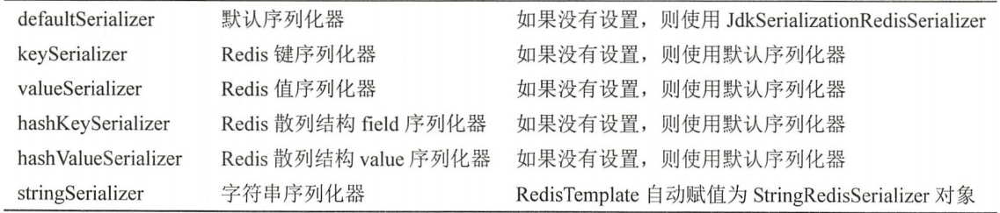 defaultSerializer 默认序列化器 如果没有设置，则使用 JdkSerializationRedisSerializer
keySerializer Redis 键序列化器 如果没有设置，则使用默认序列化器
valueSerializer Redis 值序列化器 如果没有设置，则使用默认序列化器
hashKeySerializer Redis 散列结构 field 序列化器 如果没有设置，则使用默认序列化器
hashValueSerializer Redis 散列结构 value 序列化器 如果没有设置，则使用默认序列化器
stringSerializer 字符串序列化器 RedisTemplate 自动赋值为 StringRedisSerializer 对象